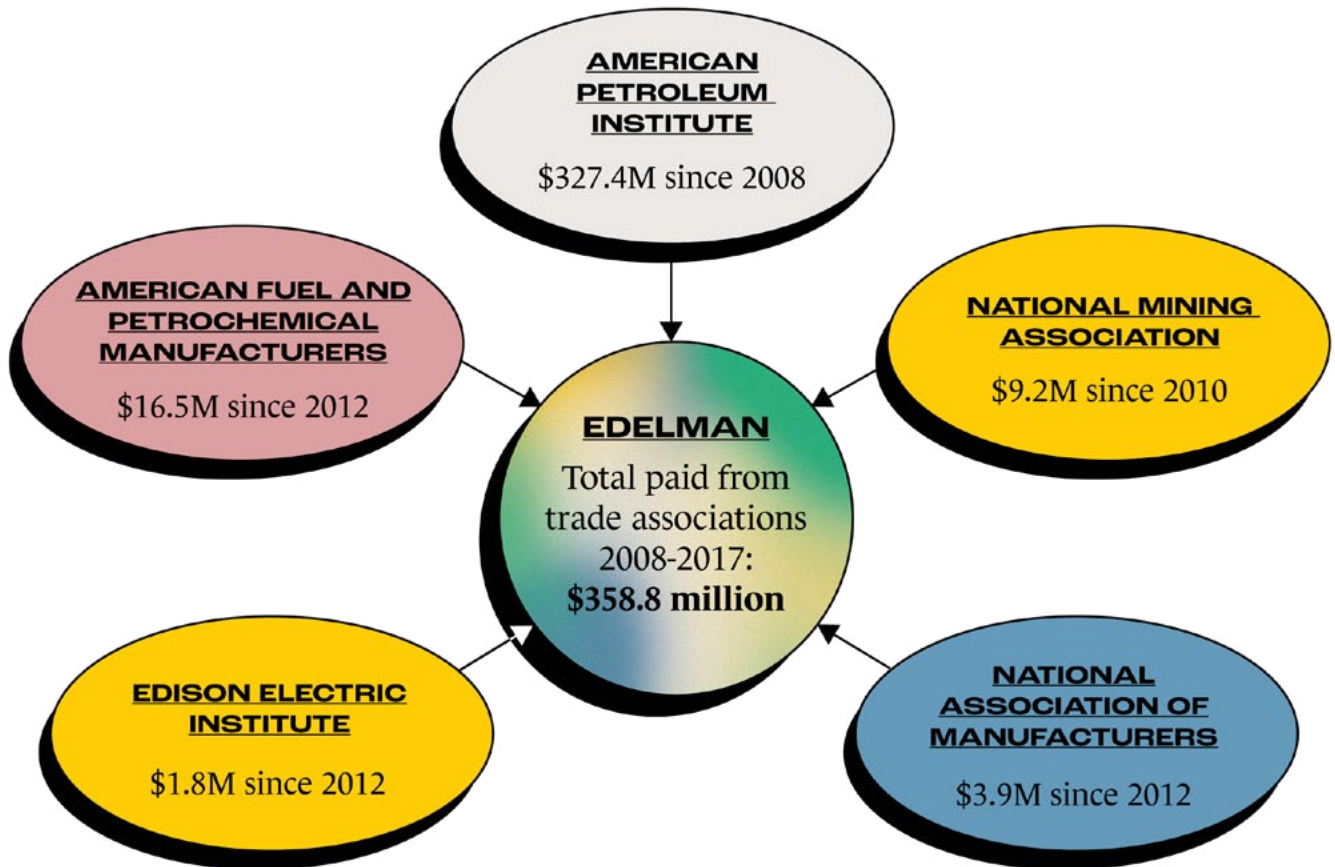 AMERICAN
PETROLEUM
INSTITUTE
$327.4M since 2008
AMERICAN FUEL AND
PETROCHEMICAL
MANUFACTURERS
$16.5M since 2012
NATIONAL MINING
ASSOCIATION
$9.2M since 2010
EDELMAN
Total paid from
trade associations
2008-2017:
$358.8 million
EDISON ELECTRIC
INSTITUTE
$1.8M since 2012
NATIONAL
ASSOCIATION OF
MANUFACTURERS
$3.9M since 2012